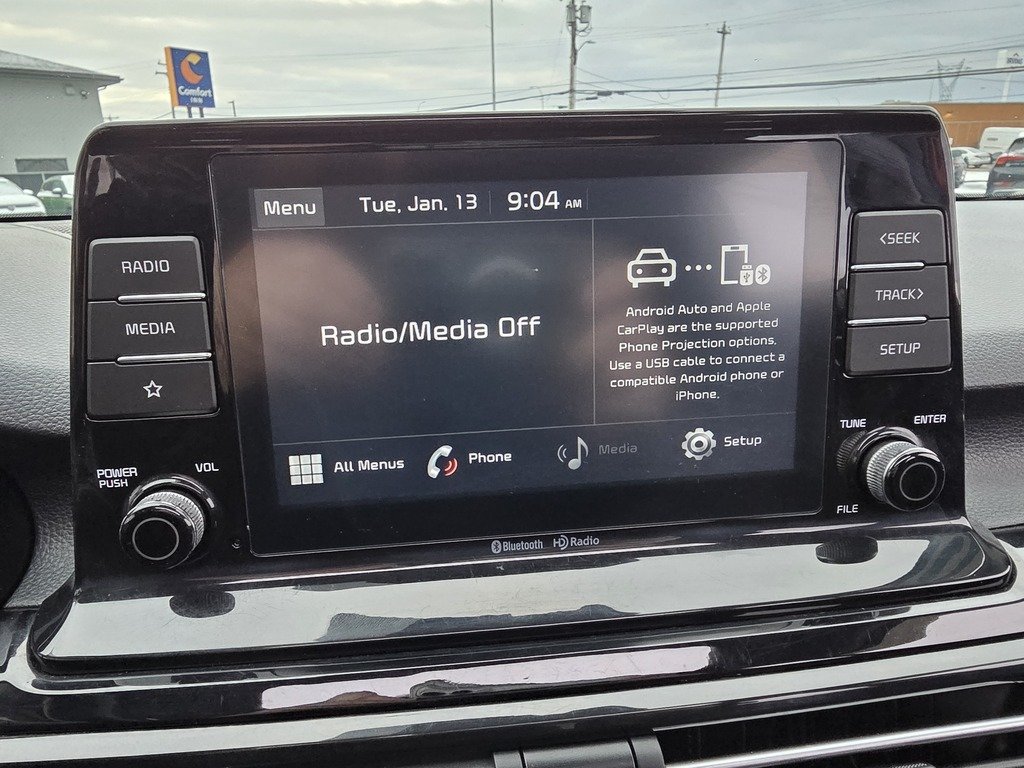 Comfort
INN
IRVING
Menu
Tue, Jan. 13
9:04 AM
Radio/Media Off
Android Auto and Apple
CarPlay are the supported
Phone Projection options.
Use a USB cable to connect a
compatible Android phone or
iPhone.
All Menus
Phone
Media
Setup
RADIO
MEDIA
POWER
PUSH
VOL
<SEEK
TRACK>
SETUP
TUNE
ENTER
FILE
Bluetooth
HD Radio